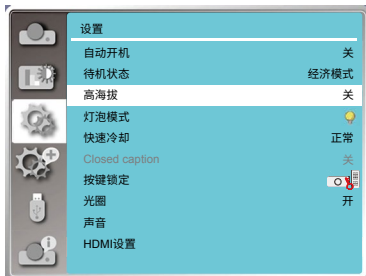 设置
自动开机 关
待机状态 经济模式
高海拔 关
灯泡模式
快速冷却 正常
Closed caption 关
按键锁定
光圈 开
声音
HDMI设置